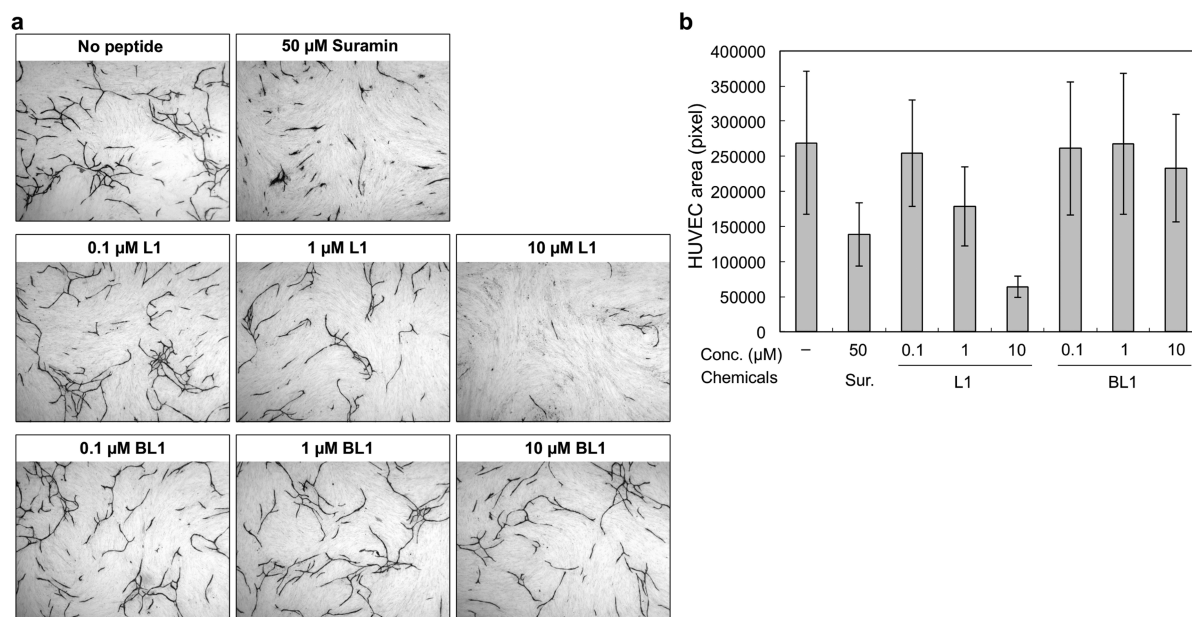 a
No peptide
50 µM Suramin
0.1 µM L1
1 µM L1
10 µM L1
0.1 µM BL1
1 µM BL1
10 µM BL1
b
HUVEC area (pixel)
400000
350000
300000
250000
200000
150000
100000
50000
0
Conc. (µM) – 50 0.1 1 10 0.1 1 10
Chemicals Sur. L1 BL1